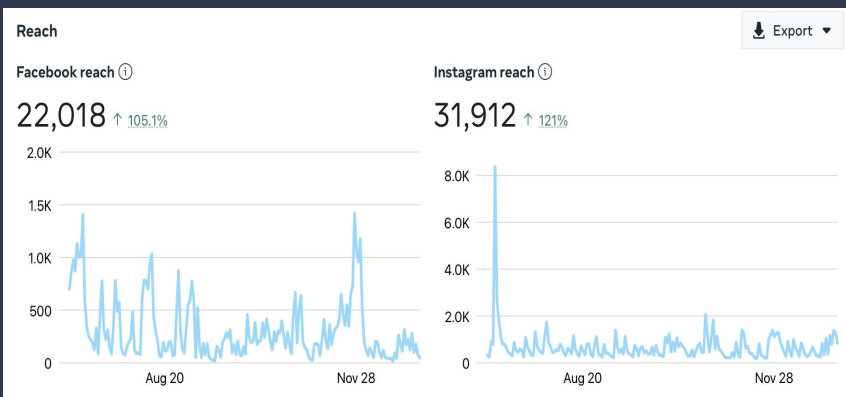 Reach
Export
Facebook reach
22,018 ↑ 105.1%
2.0K
1.5K
1.0K
500
0
Aug 20 Nov 28
Instagram reach
31,912 ↑ 121%
8.0K
6.0K
4.0K
2.0K
0
Aug 20 Nov 28